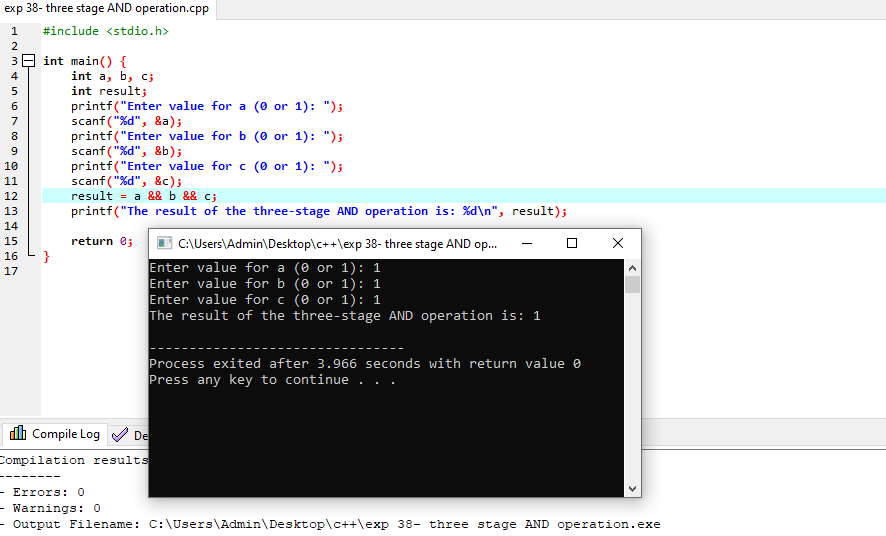 exp 38- three stage AND operation.cpp
1 #include <stdio.h>
2
3 int main() {
4 int a, b, c;
5 int result;
6 printf("Enter value for a (0 or 1): ");
7 scanf("%d", &a);
8 printf("Enter value for b (0 or 1): ");
9 scanf("%d", &b);
10 printf("Enter value for c (0 or 1): ");
11 scanf("%d", &c);
12 result = a && b && c;
13 printf("The result of the three-stage AND operation is: %d\n", result);
14
15 return 0;
16 }
17
C:\Users\Admin\Desktop\c++\exp 38- three stage AND op...
Enter value for a (0 or 1): 1
Enter value for b (0 or 1): 1
Enter value for c (0 or 1): 1
The result of the three-stage AND operation is: 1
--------------------------------
Process exited after 3.966 seconds with return value 0
Press any key to continue . . .
Compile Log De
Compilation results
--------
- Errors: 0
- Warnings: 0
- Output Filename: C:\Users\Admin\Desktop\c++\exp 38- three stage AND operation.exe